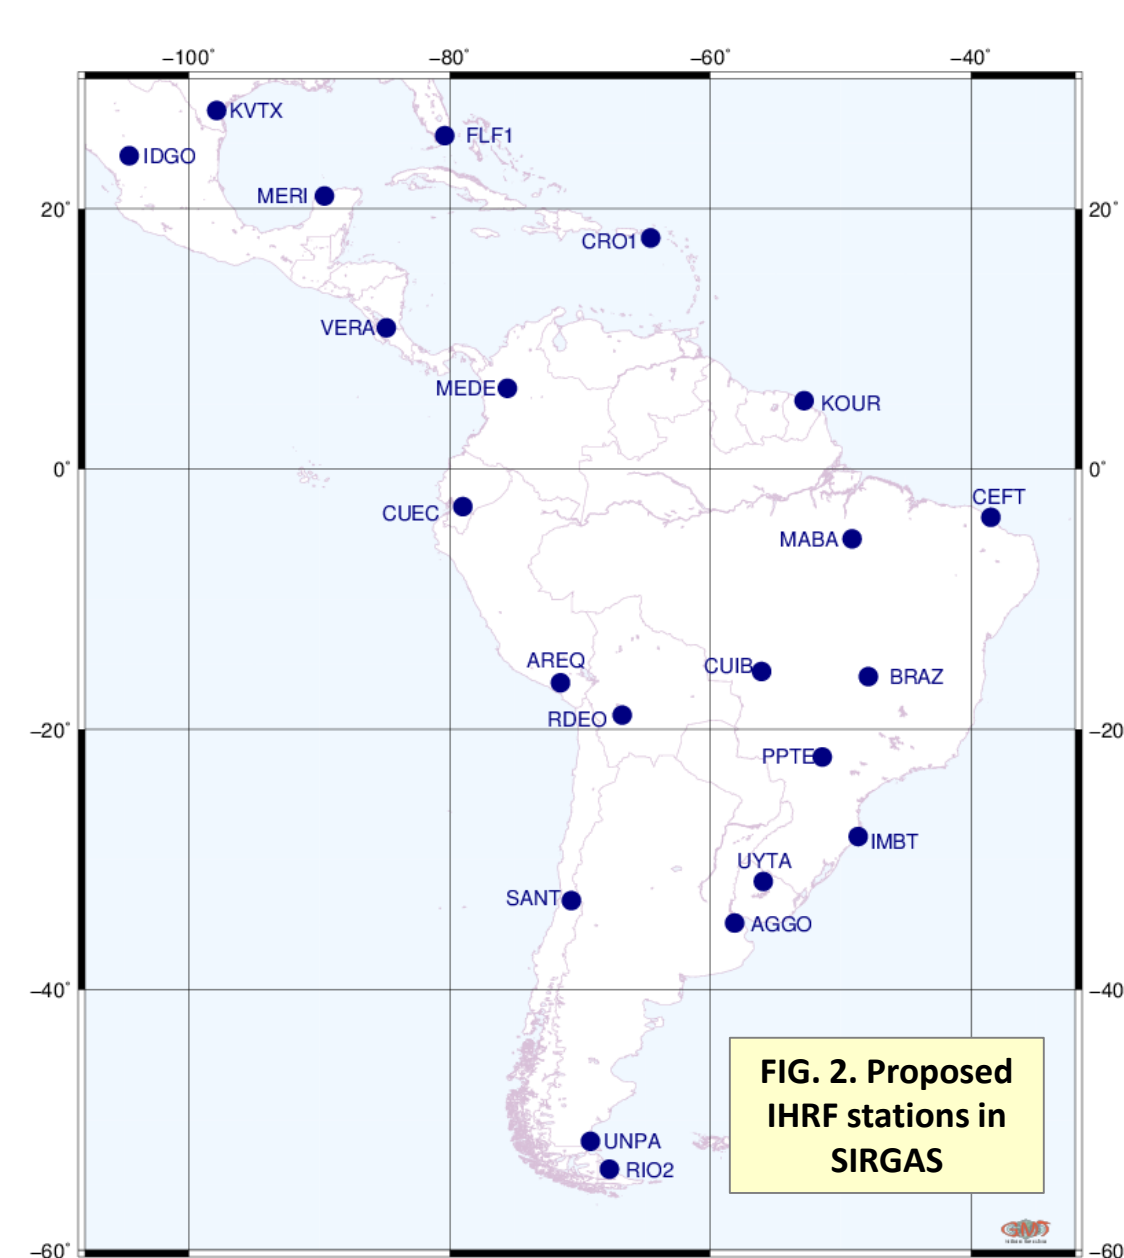 −100˚ −80˚ −60˚ −40˚
KVTX
FLF1
IDGO
MERI
20˚ 20˚
CRO1
VERA
MEDE
KOUR
0˚ 0˚
CEFT
CUEC
MABA
AREQ
CUIB
BRAZ
RDEO
−20˚ −20
PPTE
IMBT
UYTA
SANT
AGGO
−40˚ −40
FIG. 2. Proposed
IHRF stations in
SIRGAS
UNPA
RIO2
GMT
−60˚ −60